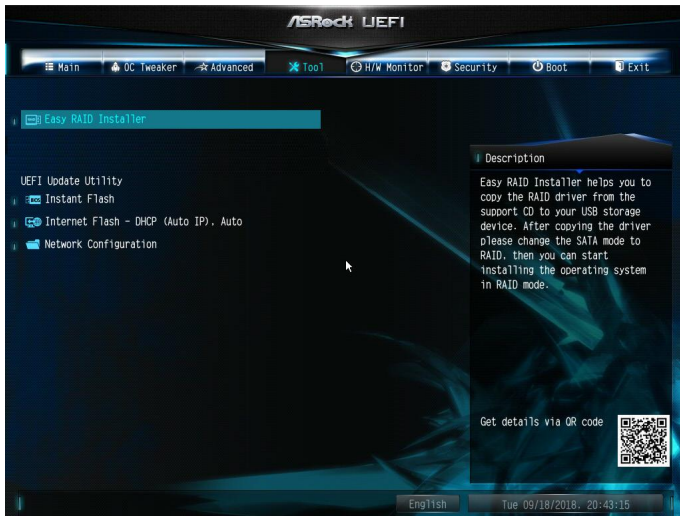 ASRock UEFI
Main OC Tweaker Advanced Tool H/W Monitor Security Boot Exit
Easy RAID Installer
UEFI Update Utility
Instant Flash
Internet Flash - DHCP (Auto IP), Auto
Network Configuration
Description
Easy RAID Installer helps you to
copy the RAID driver from the
support CD to your USB storage
device. After copying the driver
please change the SATA mode to
RAID, then you can start
installing the operating system
in RAID mode.
Get details via QR code
English
Tue 09/18/2018, 20:43:15